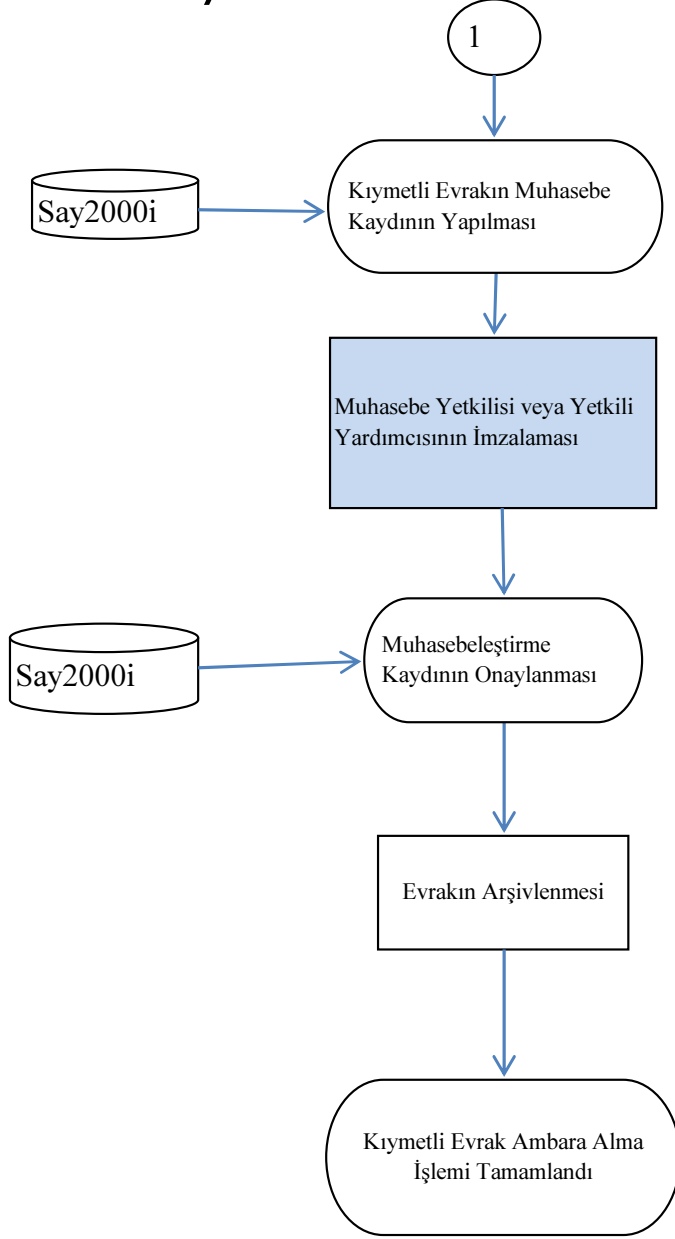 1
Kıymetli Evrakın Muhasebe
Kaydının Yapılması
Say2000i
Muhasebe Yetkilisi veya Yetkili
Yardımcısının İmzalaması
Muhasebeleştirme
Kaydının Onaylanması
Say2000i
Evrakın Arşivlenmesi
Kıymetli Evrak Ambara Alma
İşlemi Tamamlandı